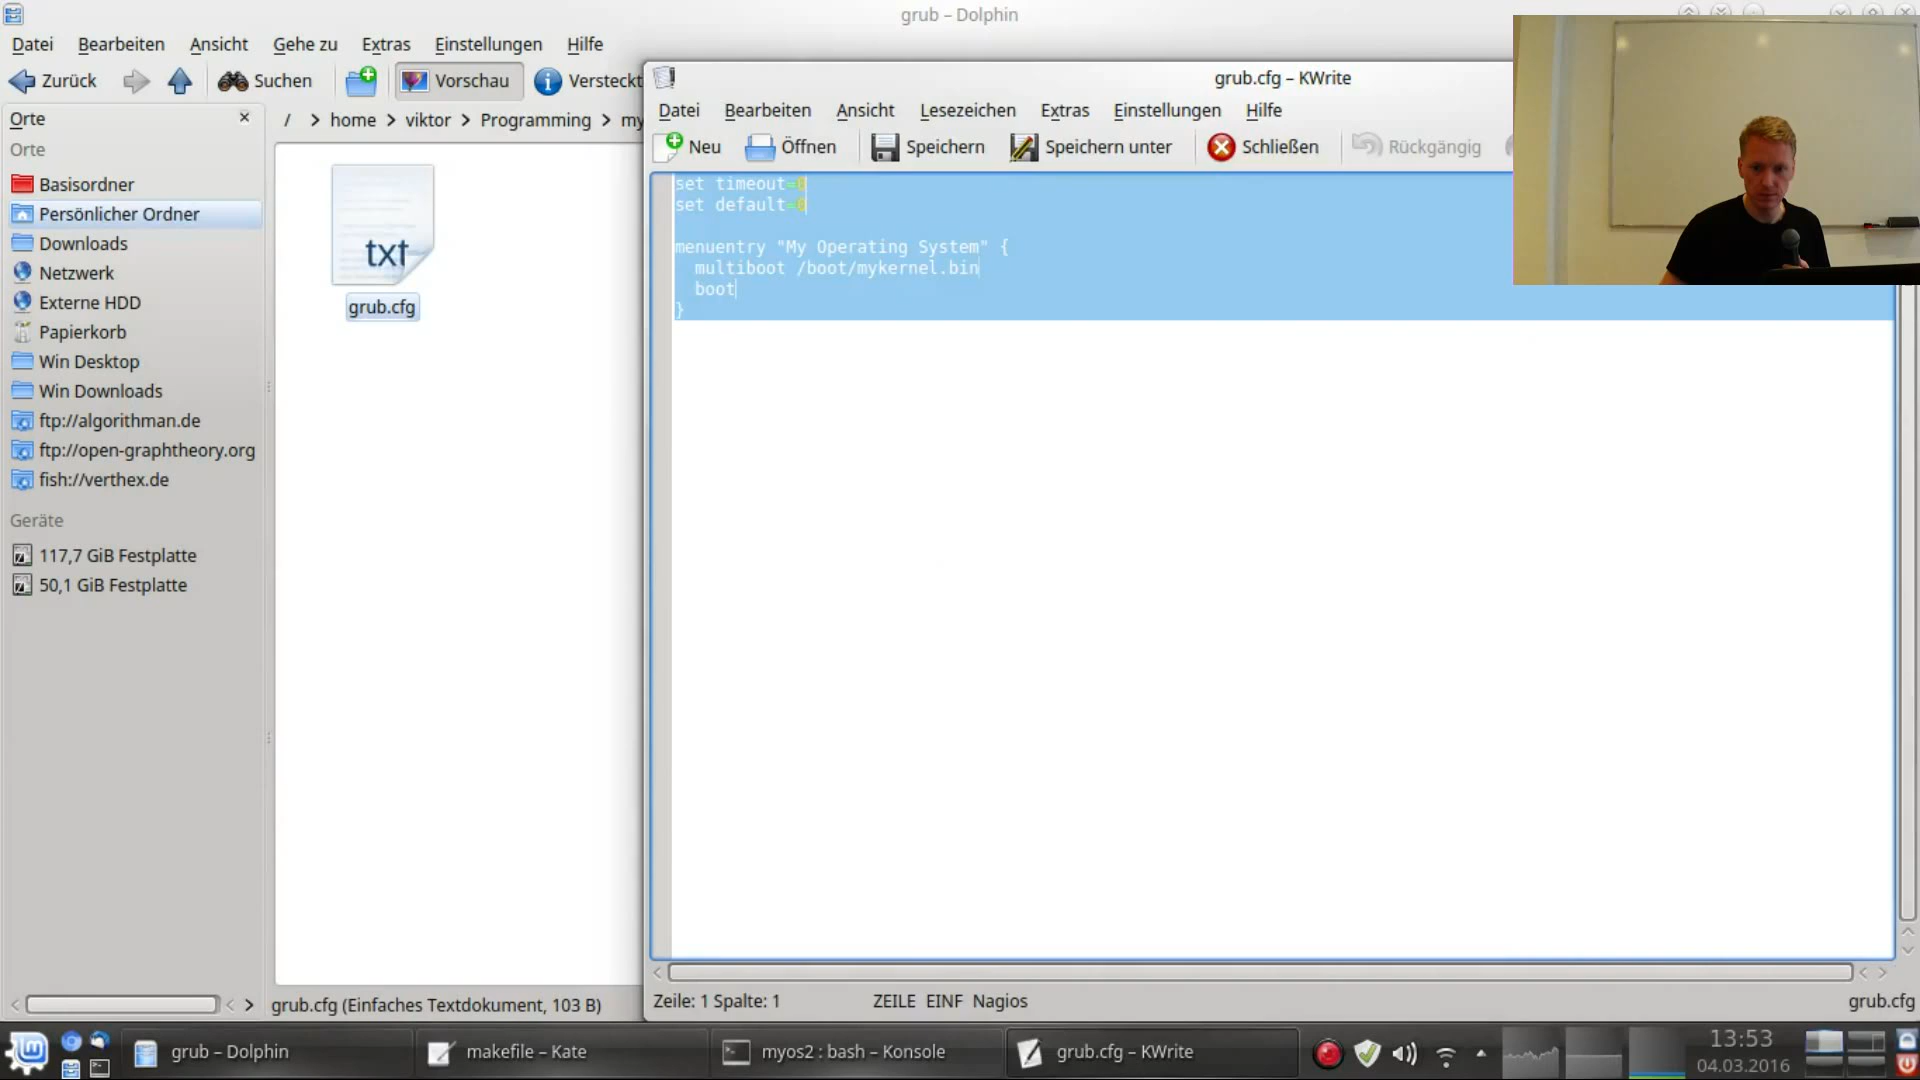 grub – Dolphin
Datei Bearbeiten Ansicht Gehe zu Extras Einstellungen Hilfe
Zurück Suchen Vorschau Versteckt
Orte
/ > home > viktor > Programming > my
Orte
Basisordner
Persönlicher Ordner
Downloads
Netzwerk
Externe HDD
Papierkorb
Win Desktop
Win Downloads
ftp://algorithman.de
ftp://open-graphtheory.org
fish://verthex.de
Geräte
117,7 GiB Festplatte
50,1 GiB Festplatte
txt
grub.cfg
grub.cfg (Einfaches Textdokument, 103 B)
grub.cfg – KWrite
Datei Bearbeiten Ansicht Lesezeichen Extras Einstellungen Hilfe
Neu Öffnen Speichern Speichern unter Schließen Rückgängig
set timeout=0
set default=0
menuentry "My Operating System" {
multiboot /boot/mykernel.bin
boot
}
Zeile: 1 Spalte: 1 ZEILE EINF Nagios grub.cfg
grub – Dolphin makefile – Kate myos2 : bash – Konsole grub.cfg – KWrite
13:53
04.03.2016